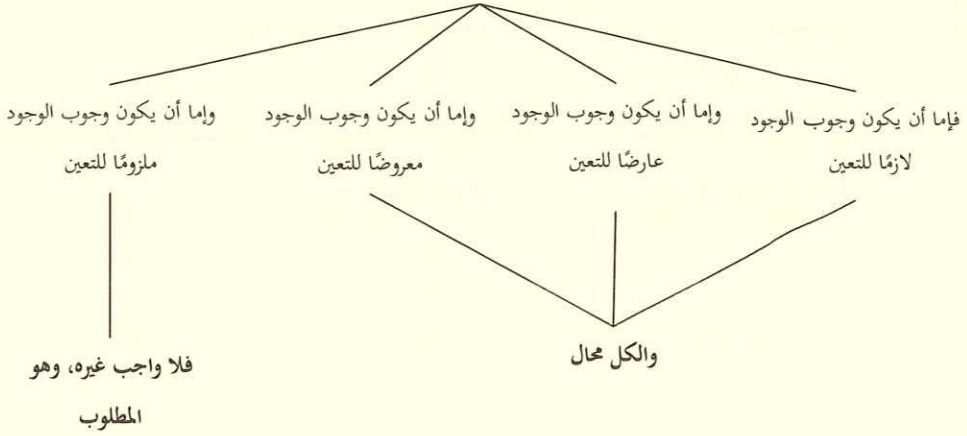 فإما أن يكون وجوب الوجود
لازمًا للتعين
وإما أن يكون وجوب الوجود
عارضًا للتعين
وإما أن يكون وجوب الوجود
معروضًا للتعين
وإما أن يكون وجوب الوجود
ملزومًا للتعين
والكل محال
فلا واجب غيره، وهو
المطلوب